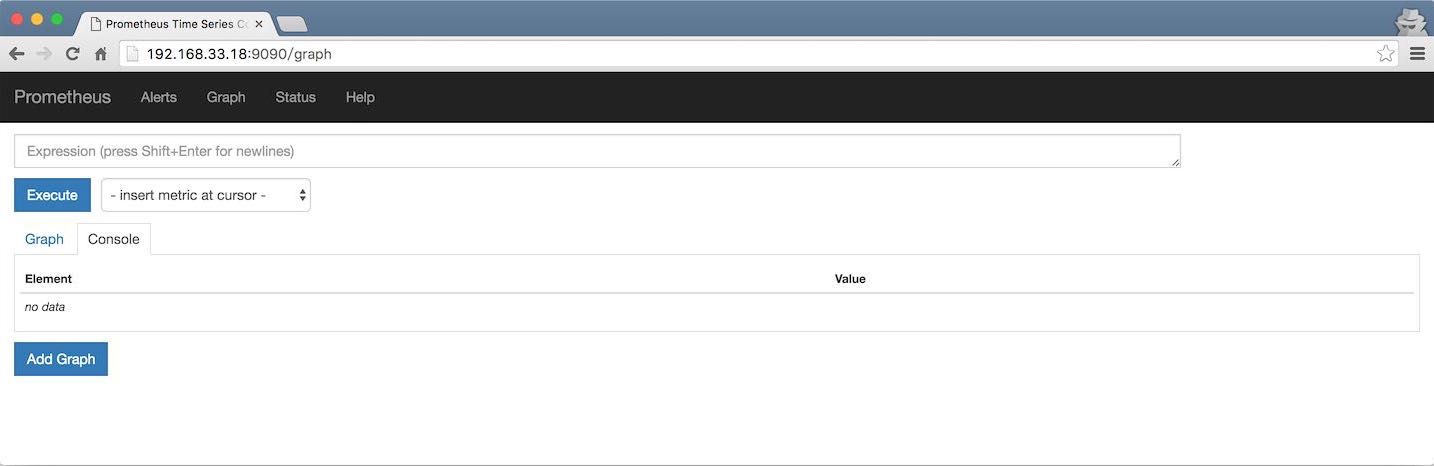 Prometheus Time Series Co
192.168.33.18:9090/graph
Prometheus Alerts Graph Status Help
Expression (press Shift+Enter for newlines)
Execute - insert metric at cursor -
Graph Console
Element Value
no data
Add Graph